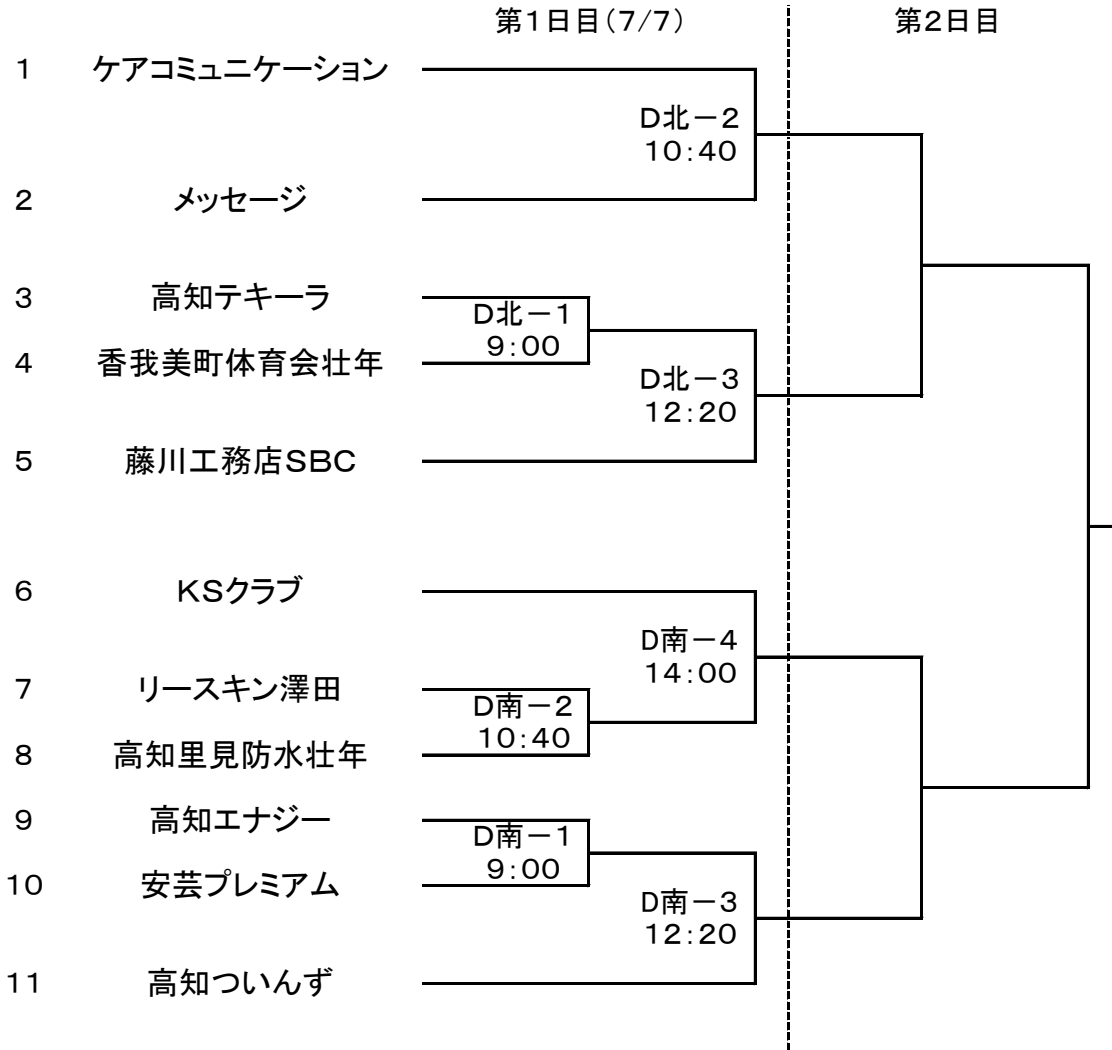 第１日目（7/7）
第２日目
１ ケアコミュニケーション
Ｄ北－２
１０：４０
２ メッセージ
３ 高知テキーラ
Ｄ北－１
９：００
４ 香我美町体育会壮年
Ｄ北－３
１２：２０
５ 藤川工務店ＳＢＣ
６ ＫＳクラブ
Ｄ南－４
１４：００
７ リースキン澤田
Ｄ南－２
１０：４０
８ 高知里見防水壮年
９ 高知エナジー
Ｄ南－１
９：００
１０ 安芸プレミアム
Ｄ南－３
１２：２０
１１ 高知ついんず